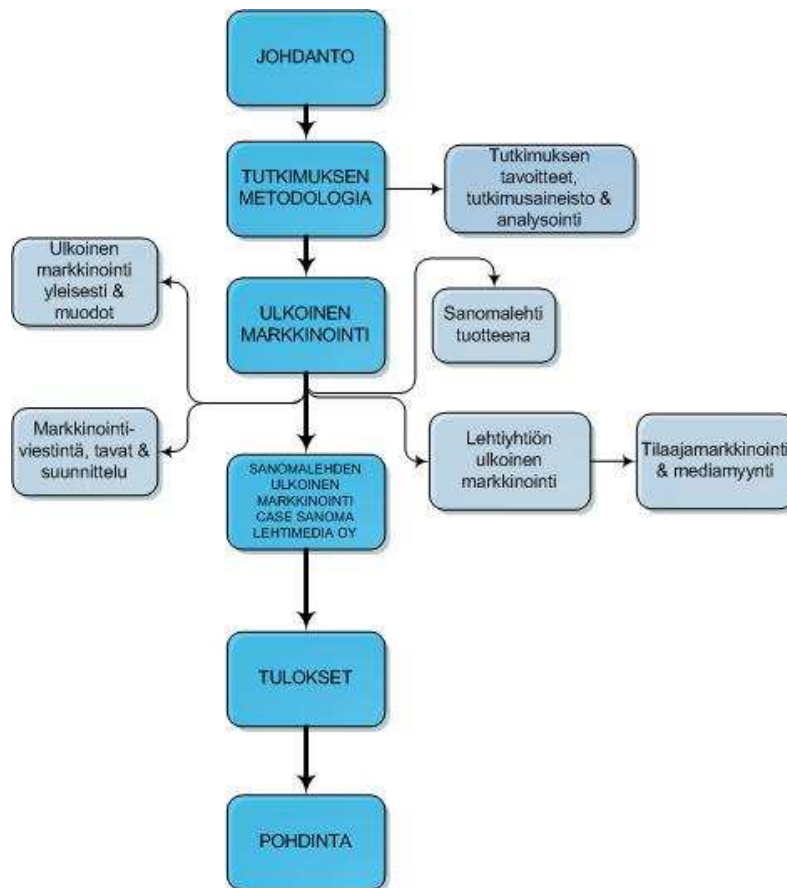 JOHDANTO
TUTKIMUKSEN
METODOLOGIA
Tutkimuksen
tavoitteet,
tutkimusaineisto &
analysointi
Ulkoinen
markkinointi
yleisesti &
muodot
ULKOINEN
MARKKINOINTI
Sanomalehti
tuotteena
Markkinointi-
viestintä, tavat &
suunnittelu
SANOMALEHDEN
ULKOINEN
MARKKINOINTI
CASE SANOMA
LEHTIMEDIA OY
Lehtiyhtiön
ulkoinen
markkinointi
Tilaajamarkkinointi
& mediamyynti
TULOKSET
POHDINTA